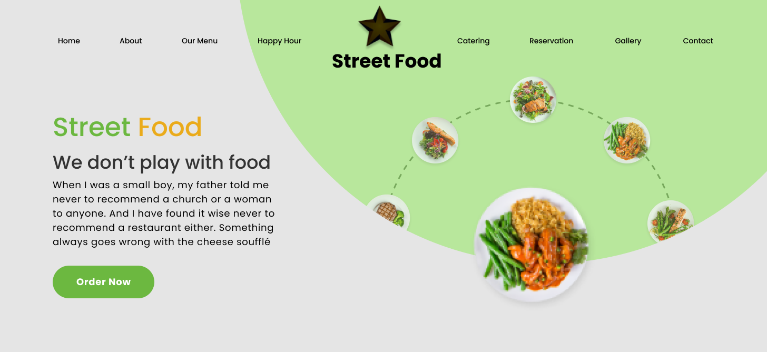 Home
About
Our Menu
Happy Hour
Street Food
Catering
Reservation
Gallery
Contact
Street Food
We don’t play with food
When I was a small boy, my father told me
never to recommend a church or a woman
to anyone. And I have found it wise never to
recommend a restaurant either. Something
always goes wrong with the cheese soufflé
Order Now